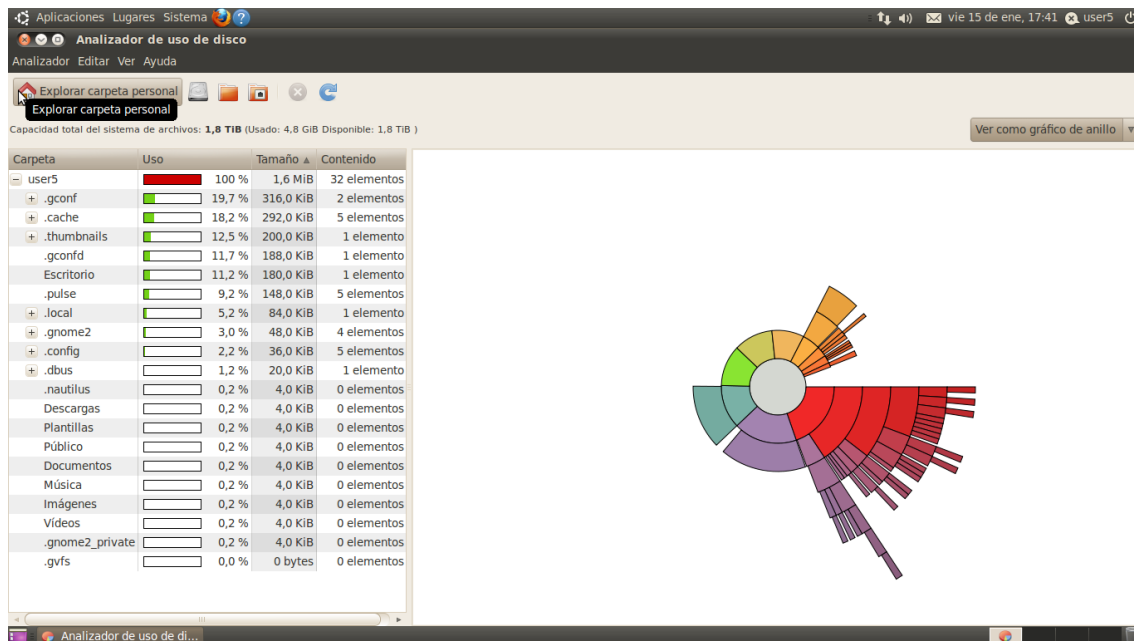 Aplicaciones Lugares Sistema vie 15 de ene, 17:41 user5
Analizador de uso de disco
Analizador Editar Ver Ayuda
Explorar carpeta personal
Explorar carpeta personal
Capacidad total del sistema de archivos: 1,8 TiB (Usado: 4,8 GiB Disponible: 1,8 TiB )
Ver como gráfico de anillo
Carpeta Uso Tamaño Contenido
user5 100 % 1,6 MiB 32 elementos
.gconf 19,7 % 316,0 KiB 2 elementos
.cache 18,2 % 292,0 KiB 5 elementos
.thumbnails 12,5 % 200,0 KiB 1 elemento
.gconfd 11,7 % 188,0 KiB 1 elemento
Escritorio 11,2 % 180,0 KiB 1 elemento
.pulse 9,2 % 148,0 KiB 5 elementos
.local 5,2 % 84,0 KiB 1 elemento
.gnome2 3,0 % 48,0 KiB 4 elementos
.config 2,2 % 36,0 KiB 5 elementos
.dbus 1,2 % 20,0 KiB 1 elemento
.nautilus 0,2 % 4,0 KiB 0 elementos
Descargas 0,2 % 4,0 KiB 0 elementos
Plantillas 0,2 % 4,0 KiB 0 elementos
Público 0,2 % 4,0 KiB 0 elementos
Documentos 0,2 % 4,0 KiB 0 elementos
Música 0,2 % 4,0 KiB 0 elementos
Imágenes 0,2 % 4,0 KiB 0 elementos
Vídeos 0,2 % 4,0 KiB 0 elementos
.gnome2_private 0,2 % 4,0 KiB 0 elementos
.gvfs 0,0 % 0 bytes 0 elementos
Analizador de uso de di...